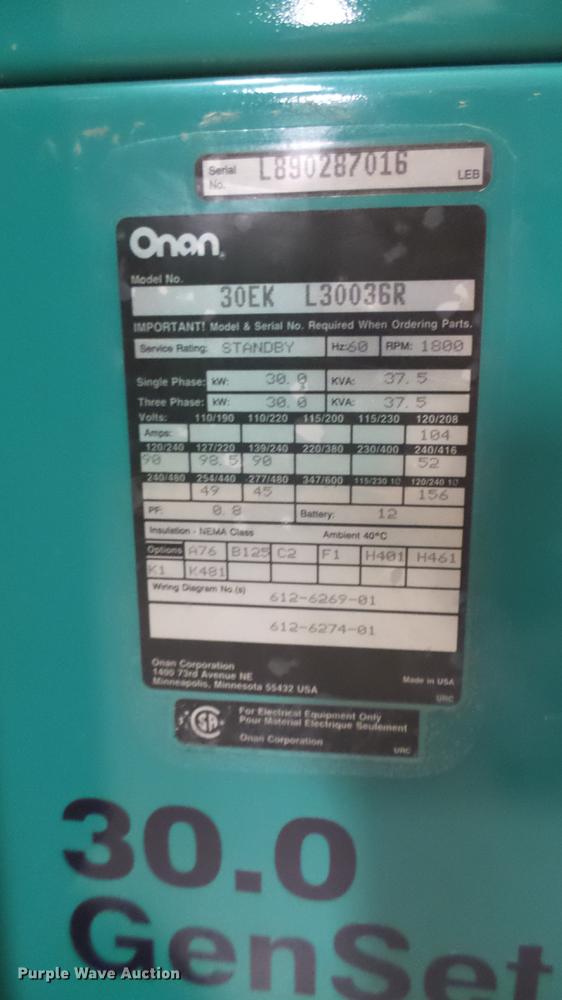 Serial No. L890287016 LEB
Onan
Model No.
30EK L30036R
IMPORTANT! Model & Serial No. Required When Ordering Parts.
Service Rating: STANDBY Hz: 60 RPM: 1800
Single Phase: kW: 30.0 KVA: 37.5
Three Phase: kW: 30.0 KVA: 37.5
Volts: 110/190 110/220 115/200 115/230 120/208
Amps: 104
120/240 127/220 139/240 220/380 230/400 240/416
90 98.5 90 52
240/480 254/440 277/480 347/600 115/230 1O 120/240 1O
49 45 156
PF: 0.8 Battery: 12
Insulation - NEMA Class Ambient 40°C
Options A76 B125 C2 F1 H401 H461
K1 K481
Wiring Diagram No.(s) 612-6269-01
612-6274-01
Onan Corporation
1400 73rd Avenue NE
Minneapolis, Minnesota 55432 USA
Made in USA
URC
For Electrical Equipment Only
Pour Materiel Electrique Seulement
Onan Corporation
URC
30.0
GenSet
Purple Wave Auction